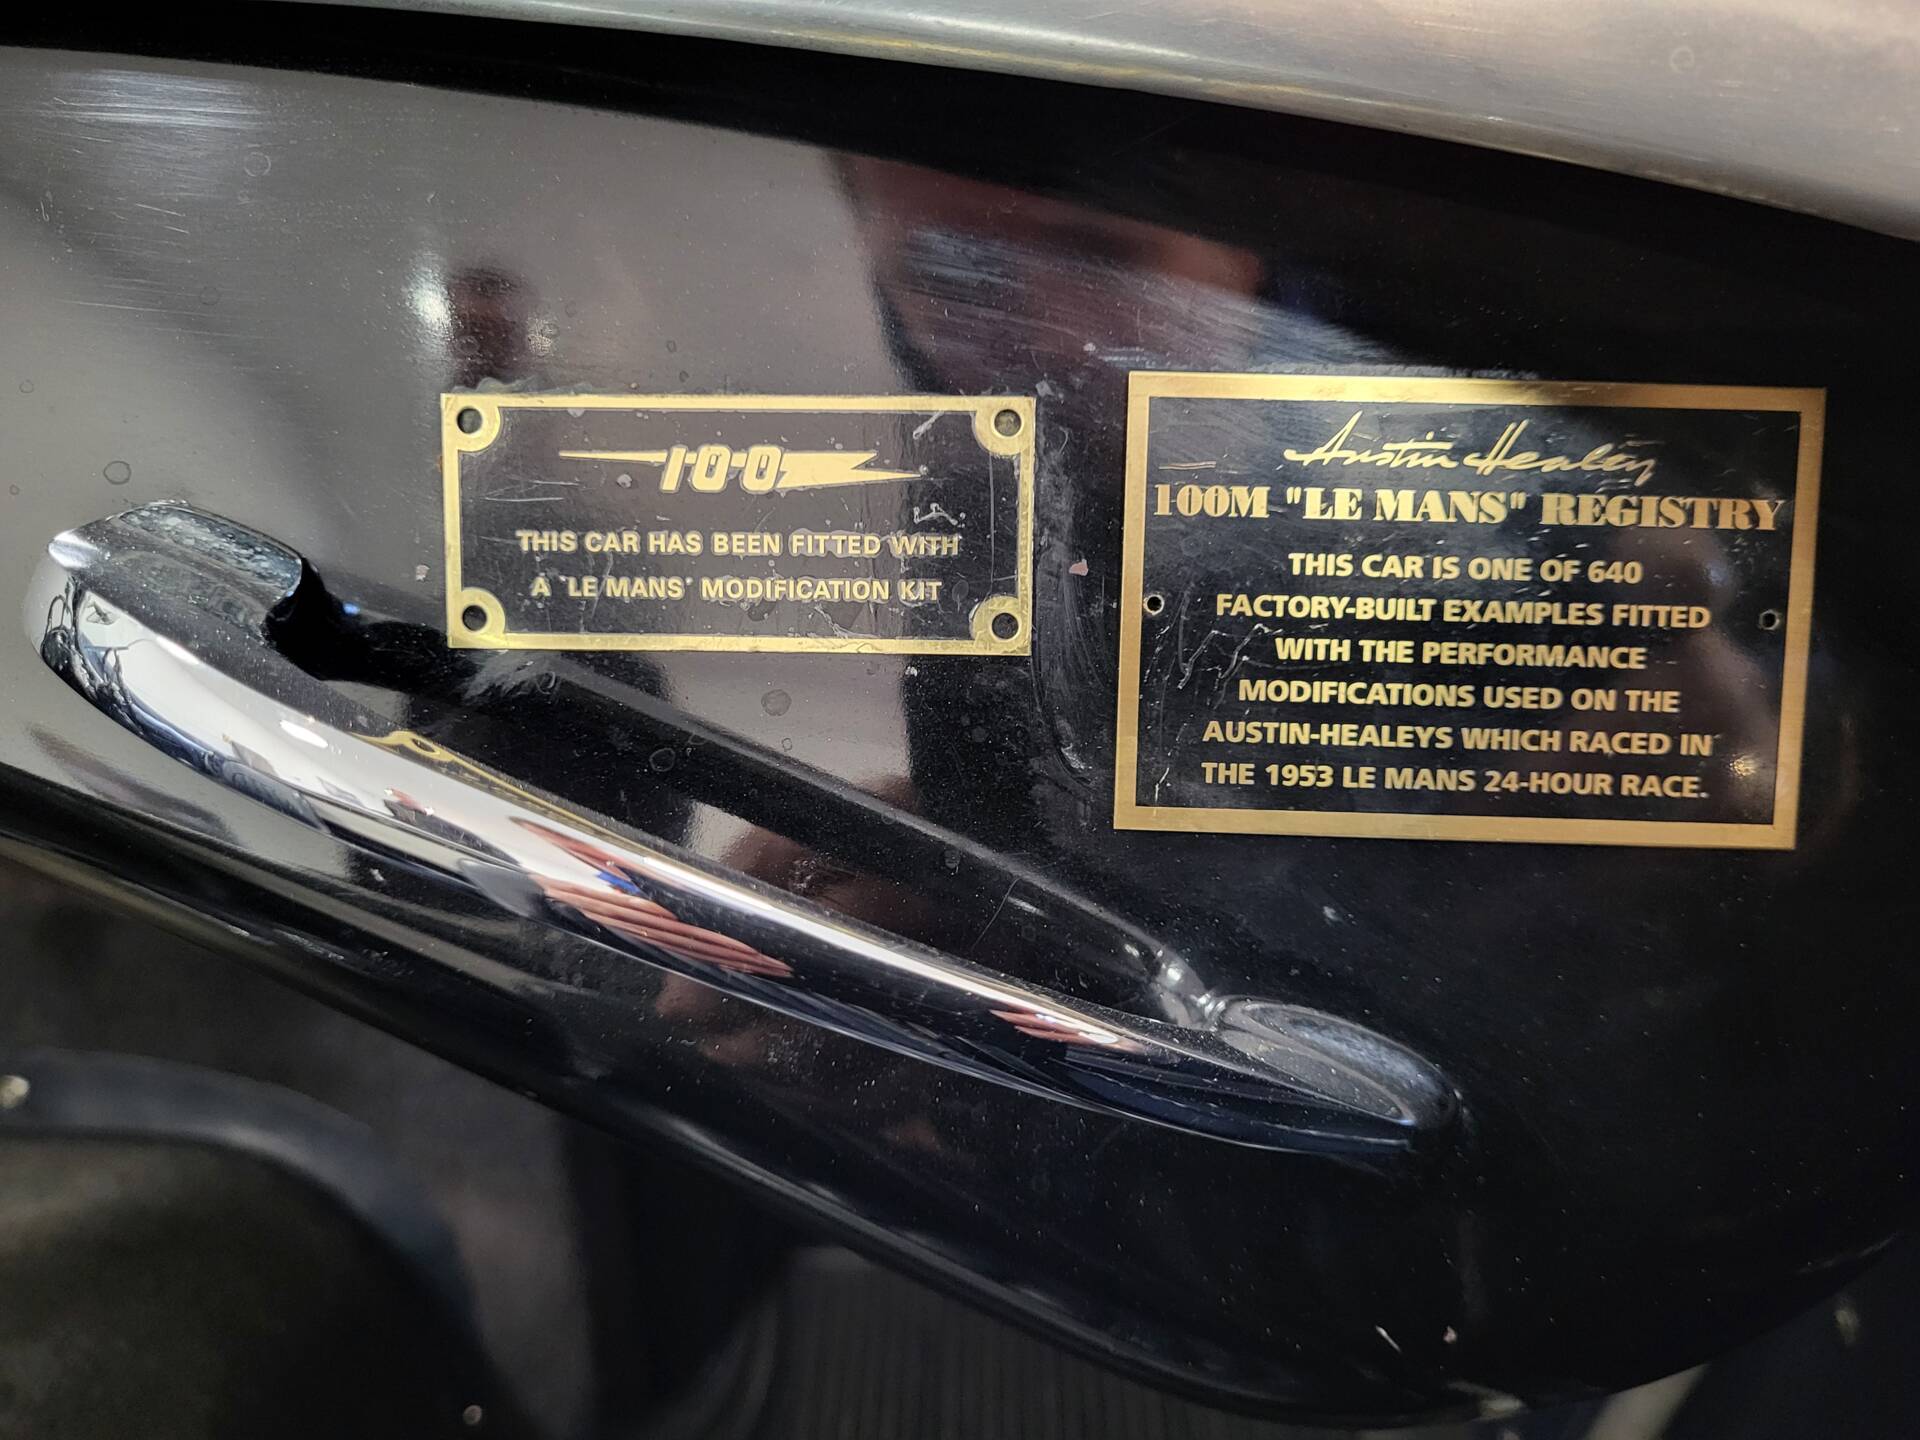 100
THIS CAR HAS BEEN FITTED WITH
A 'LE MANS' MODIFICATION KIT
Austin Healey
100M "LE MANS" REGISTRY
THIS CAR IS ONE OF 640
FACTORY-BUILT EXAMPLES FITTED
WITH THE PERFORMANCE
MODIFICATIONS USED ON THE
AUSTIN-HEALEYS WHICH RACED IN
THE 1953 LE MANS 24-HOUR RACE.